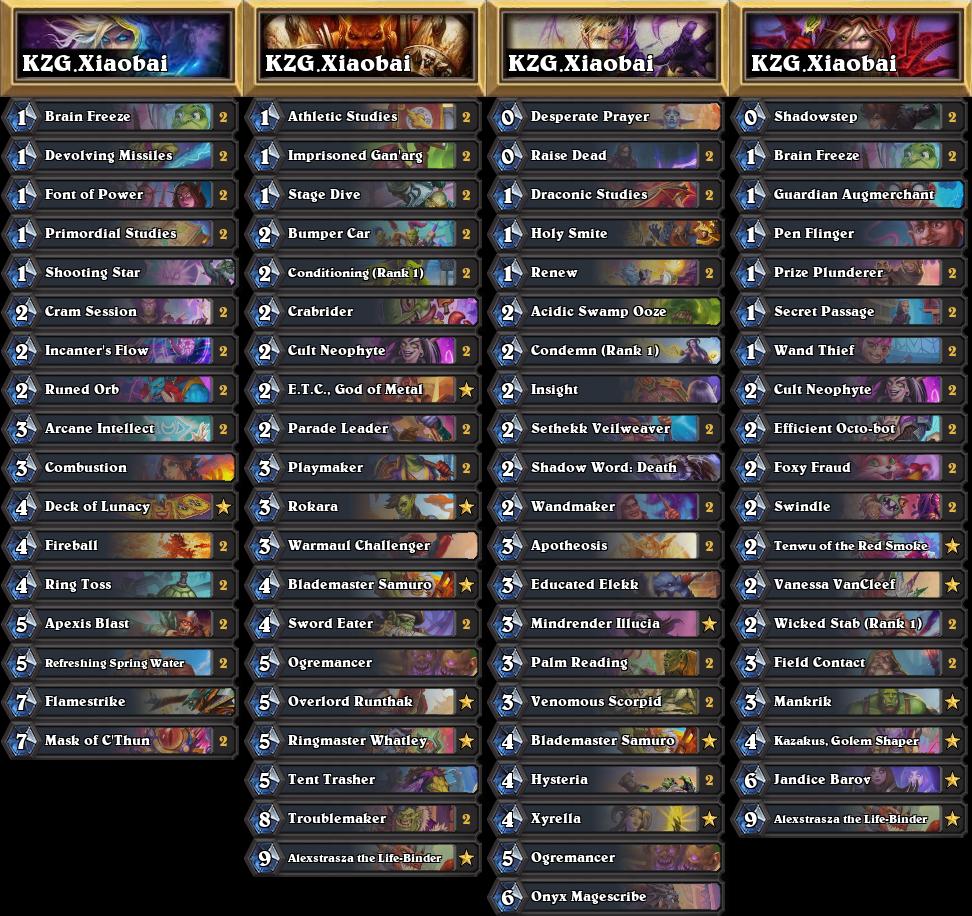 KZG.Xiaobai
1 Brain Freeze 2
1 Devolving Missiles 2
1 Font of Power 2
1 Primordial Studies 2
1 Shooting Star
2 Cram Session 2
2 Incanter's Flow 2
2 Runed Orb 2
3 Arcane Intellect 2
3 Combustion
4 Deck of Lunacy
4 Fireball 2
4 Ring Toss 2
5 Apexis Blast 2
5 Refreshing Spring Water 2
7 Flamestrike
7 Mask of C'Thun 2
KZG.Xiaobai
1 Athletic Studies 2
1 Imprisoned Gan'arg 2
1 Stage Dive 2
2 Bumper Car 2
2 Conditioning (Rank 1) 2
2 Crabrider
2 Cult Neophyte 2
2 E.T.C., God of Metal
2 Parade Leader 2
3 Playmaker 2
3 Rokara
3 Warmaul Challenger
4 Blademaster Samuro
4 Sword Eater 2
5 Ogremancer
5 Overlord Runthak
5 Ringmaster Whatley
5 Tent Trasher
8 Troublemaker 2
9 Alexstrasza the Life-Binder
KZG.Xiaobai
0 Desperate Prayer
0 Raise Dead 2
1 Draconic Studies 2
1 Holy Smite
1 Renew 2
2 Acidic Swamp Ooze
2 Condemn (Rank 1)
2 Insight
2 Sethekk Veilweaver 2
2 Shadow Word: Death
2 Wandmaker 2
3 Apotheosis 2
3 Educated Elekk
3 Mindrender Illucia
3 Palm Reading 2
3 Venomous Scorpid 2
4 Blademaster Samuro
4 Hysteria 2
4 Xyrella
5 Ogremancer
6 Onyx Magescribe
KZG.Xiaobai
0 Shadowstep 2
1 Brain Freeze 2
1 Guardian Augmerchant
1 Pen Flinger
1 Prize Plunderer 2
1 Secret Passage 2
1 Wand Thief 2
2 Cult Neophyte 2
2 Efficient Octo-bot 2
2 Foxy Fraud 2
2 Swindle 2
2 Tenwu of the Red Smoke
2 Vanessa VanCleef
2 Wicked Stab (Rank 1) 2
3 Field Contact 2
3 Mankrik
4 Kazakus, Golem Shaper
6 Jandice Barov
9 Alexstrasza the Life-Binder